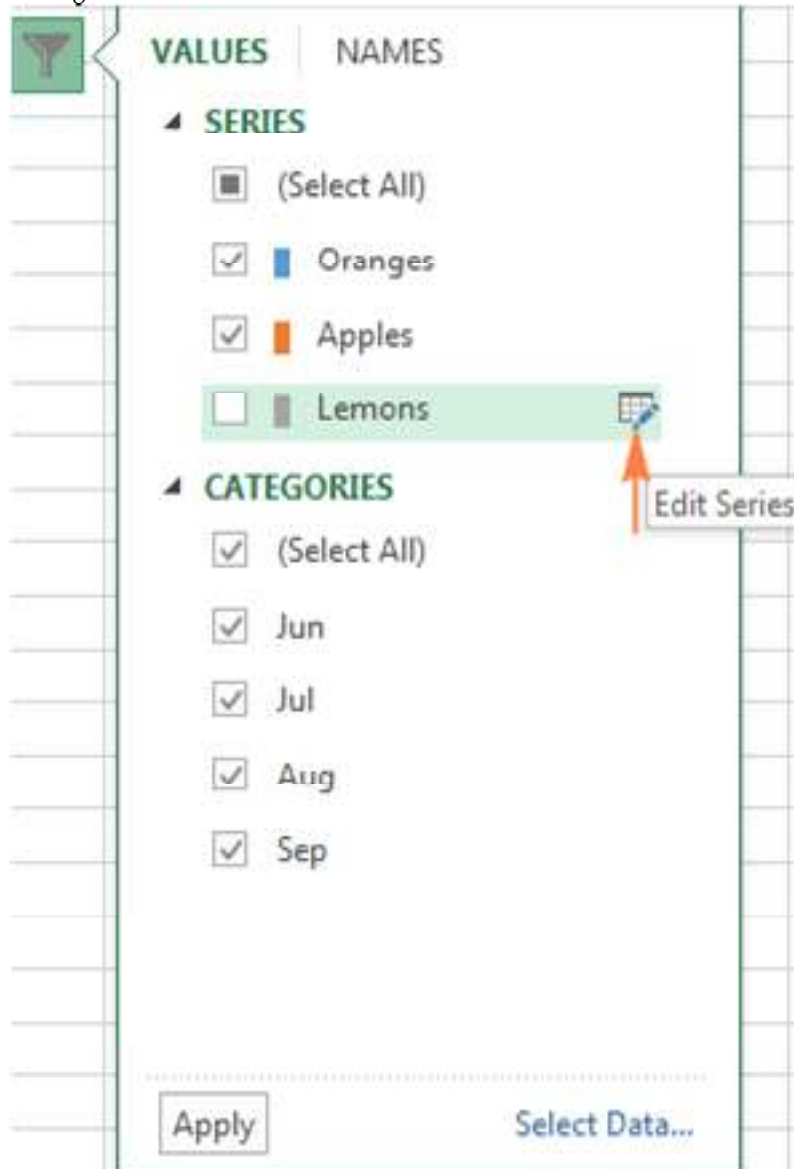 VALUES NAMES
SERIES
(Select All)
Oranges
Apples
Lemons
CATEGORIES
Edit Series
(Select All)
Jun
Jul
Aug
Sep
Apply Select Data...